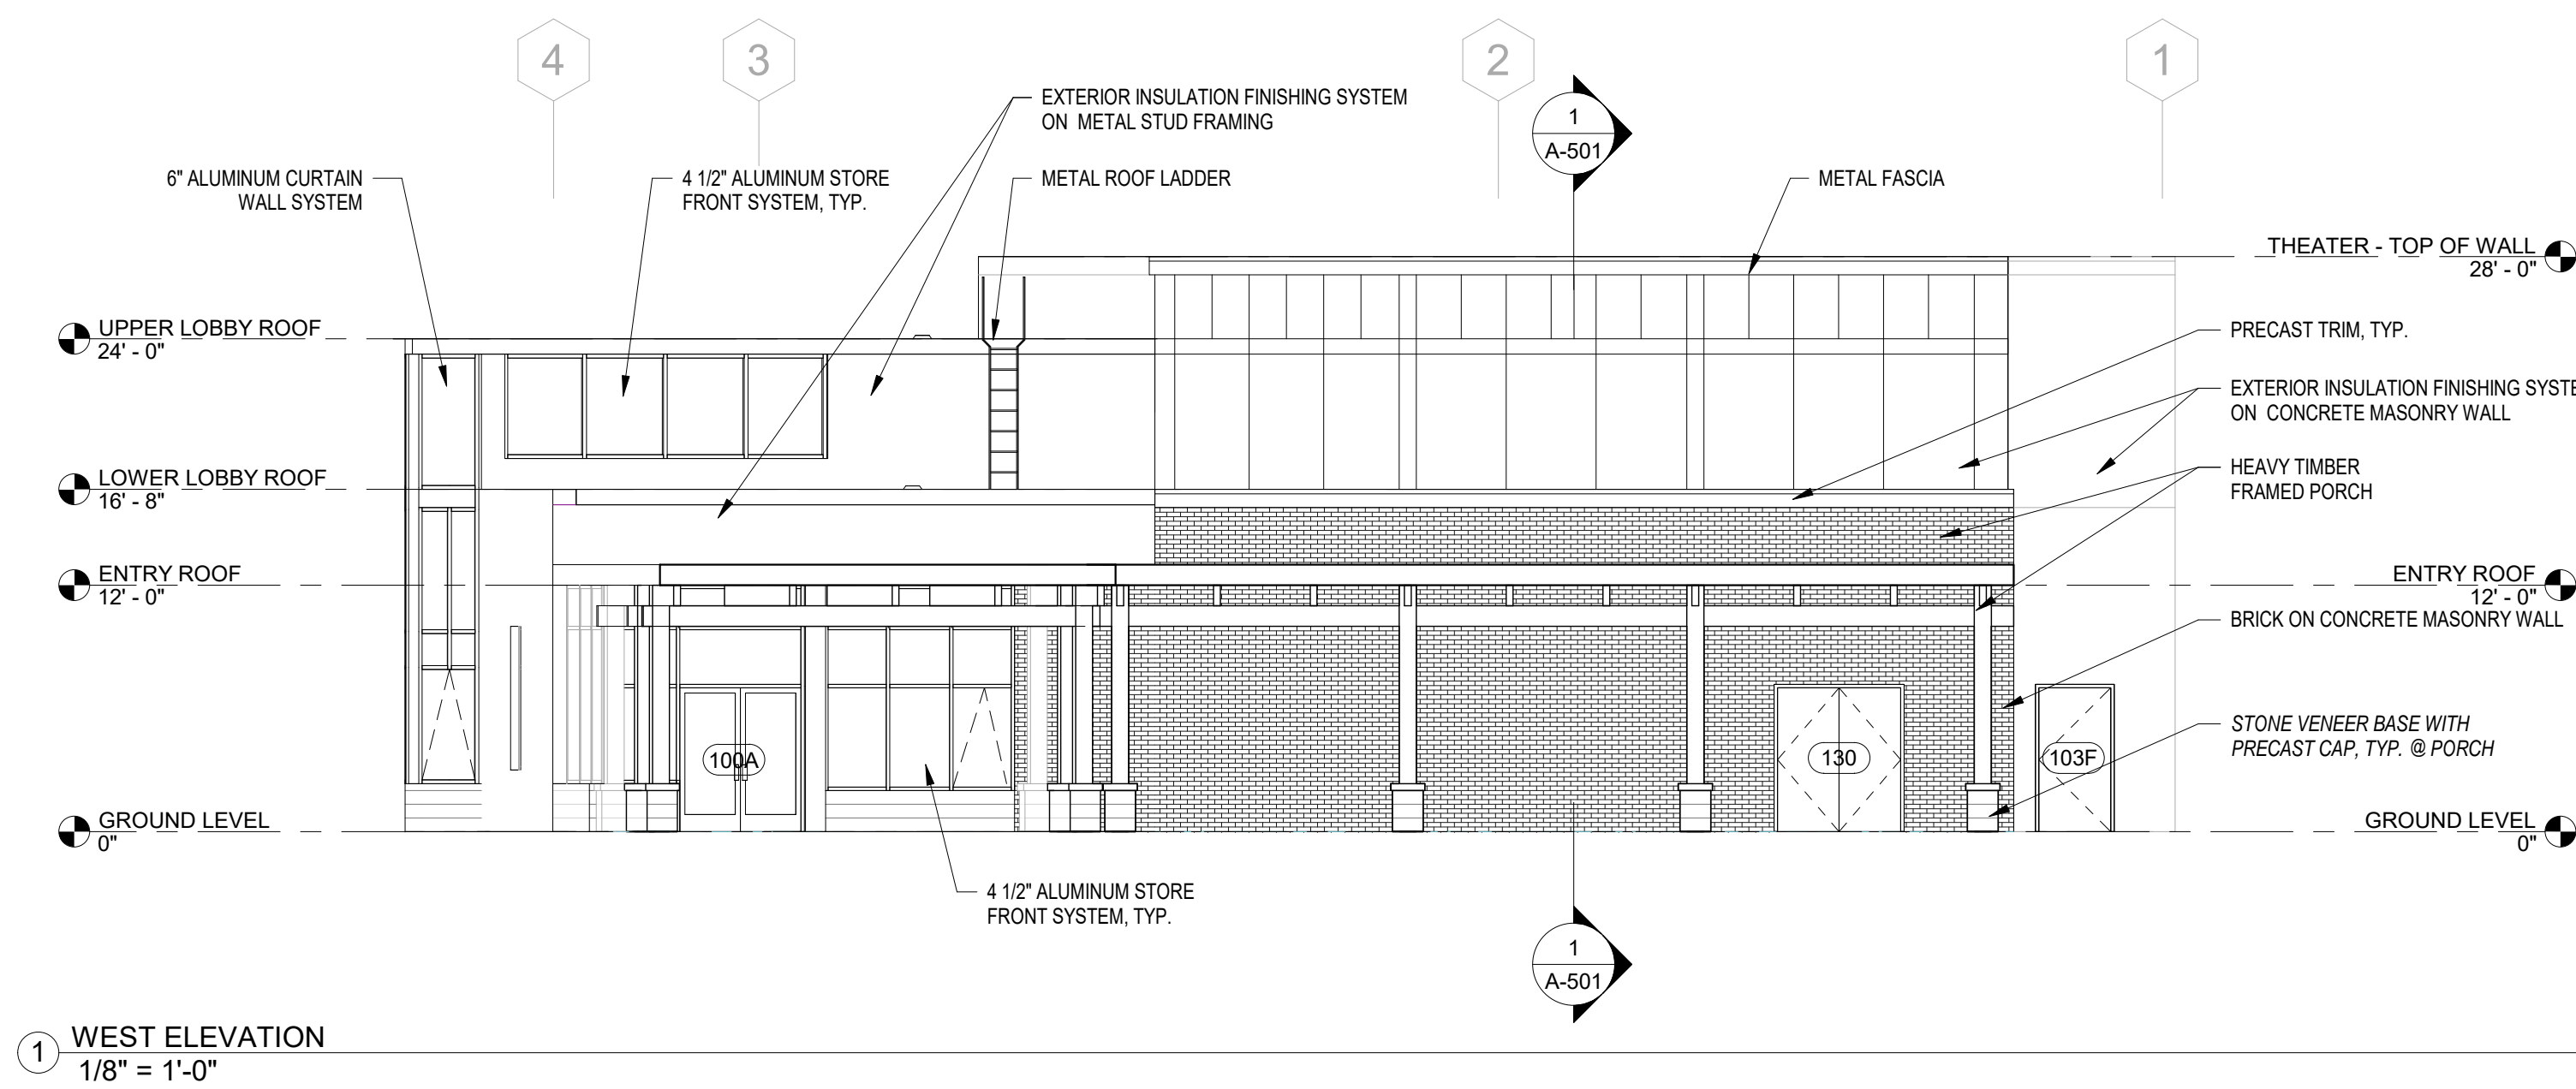 4
3
2
1
EXTERIOR INSULATION FINISHING SYSTEM
ON METAL STUD FRAMING
1
A-501
6" ALUMINUM CURTAIN
WALL SYSTEM
4 1/2" ALUMINUM STORE
FRONT SYSTEM, TYP.
METAL ROOF LADDER
METAL FASCIA
THEATER - TOP OF WALL
28' - 0"
UPPER LOBBY ROOF
24' - 0"
PRECAST TRIM, TYP.
EXTERIOR INSULATION FINISHING SYSTE
ON CONCRETE MASONRY WALL
LOWER LOBBY ROOF
16' - 8"
HEAVY TIMBER
FRAMED PORCH
ENTRY ROOF
12' - 0"
ENTRY ROOF
12' - 0"
BRICK ON CONCRETE MASONRY WALL
STONE VENEER BASE WITH
PRECAST CAP, TYP. @ PORCH
100A
130
103F
GROUND LEVEL
0"
GROUND LEVEL
0"
4 1/2" ALUMINUM STORE
FRONT SYSTEM, TYP.
1
A-501
1 WEST ELEVATION
1/8" = 1'-0"